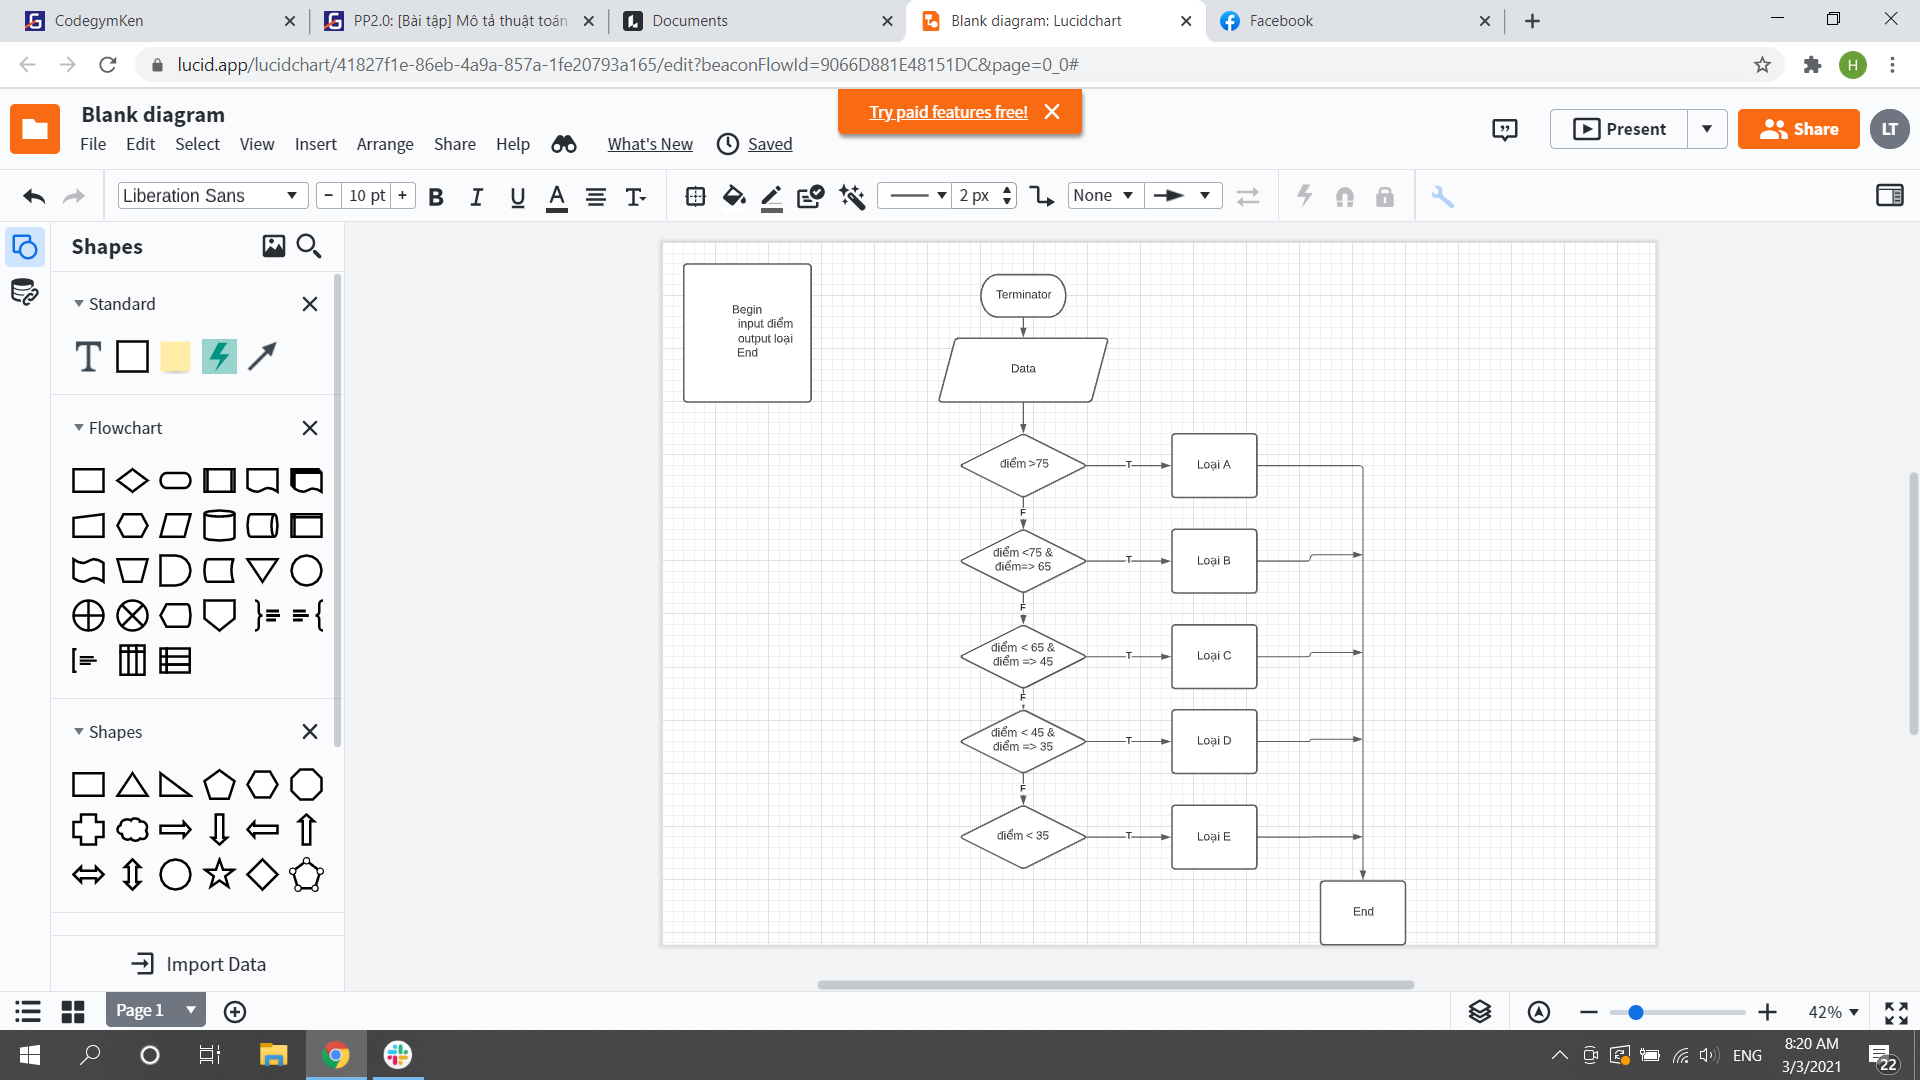 CodegymKen
PP2.0: [Bài tập] Mô tả thuật toán
Documents
Blank diagram: Lucidchart
Facebook
lucid.app/lucidchart/41827f1e-86eb-4a9a-857a-1fe20793a165/edit?beaconFlowId=9066D881E48151DC&page=0_0#
H
Blank diagram
Try paid features free!
File Edit Select View Insert Arrange Share Help What's New Saved
Present
Share
LT
Liberation Sans
10 pt
B I U A T
2 px
None
Shapes
Standard
T
Flowchart
Shapes
Import Data
Begin
input điểm
output loại
End
Terminator
Data
điểm >75
T
Loại A
F
điểm <75 &
điểm=> 65
T
Loại B
F
điểm < 65 &
điểm => 45
T
Loại C
F
điểm < 45 &
điểm => 35
T
Loại D
F
điểm < 35
T
Loại E
End
Page 1
42%
ENG
8:20 AM
3/3/2021
22